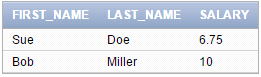 FIRST_NAME LAST_NAME SALARY
Sue Doe 6.75
Bob Miller 10